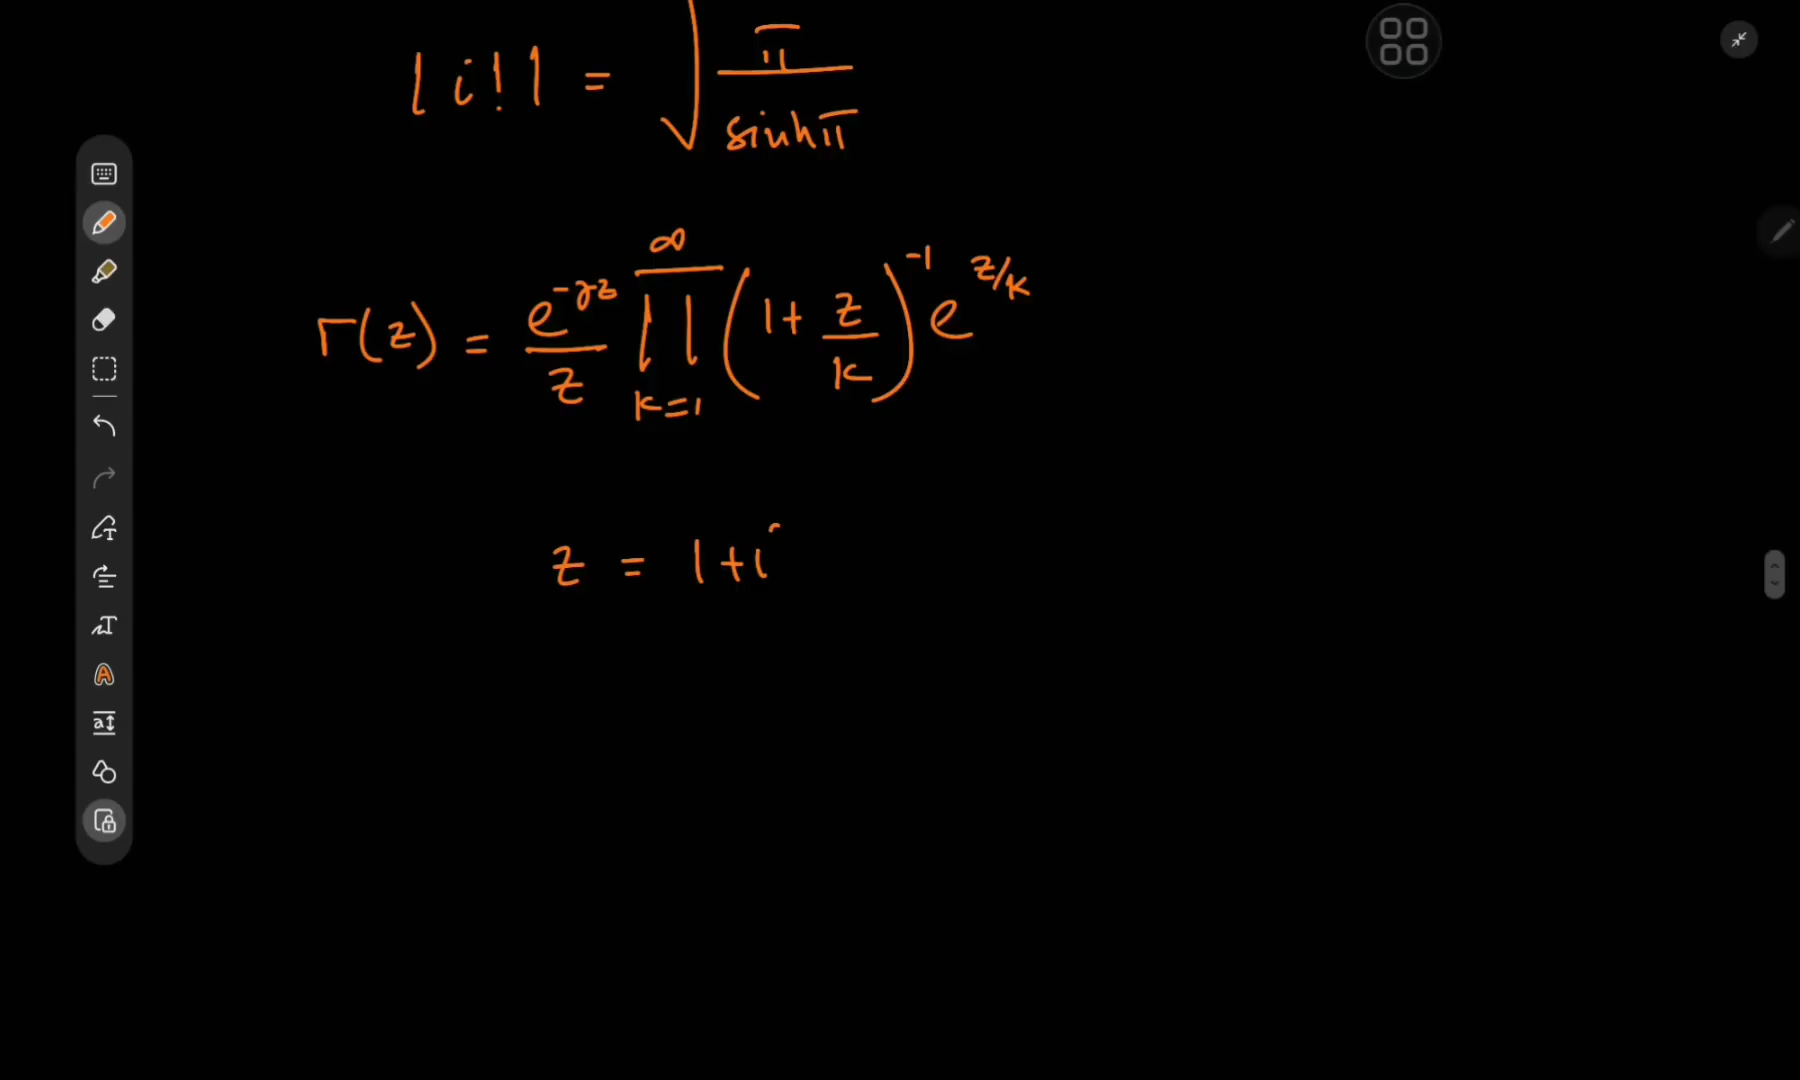 |i!| = √(π/sinhπ)
Γ(z) = e^(-γz)/z ∏_(k=1)^∞ (1 + z/k)^(-1) e^(z/k)
z = 1+i